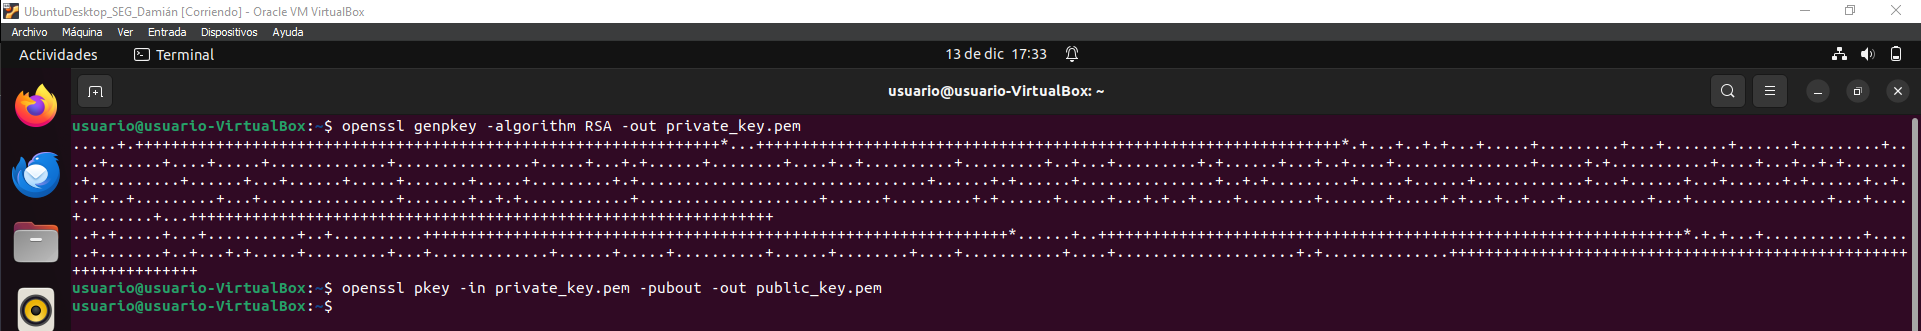 UbuntuDesktop_SEG_Damián [Corriendo] - Oracle VM VirtualBox
Archivo Máquina Ver Entrada Dispositivos Ayuda
Actividades Terminal 13 de dic 17:33
usuario@usuario-VirtualBox: ~
usuario@usuario-VirtualBox:~$ openssl genpkey -algorithm RSA -out private_key.pem
usuario@usuario-VirtualBox:~$ openssl pkey -in private_key.pem -pubout -out public_key.pem
usuario@usuario-VirtualBox:~$